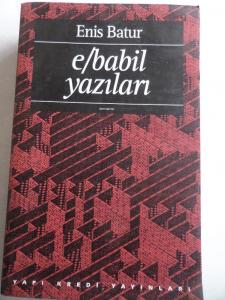 Enis Batur
e/babil
yazıları
YAPI KREDİ YAYINLARI